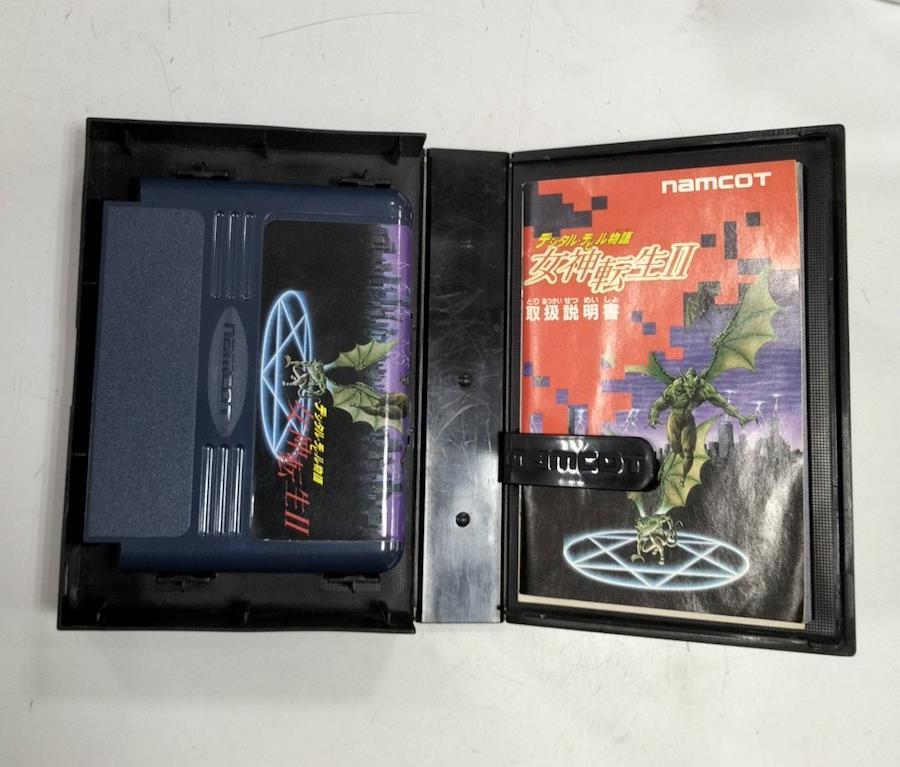 namcot
デジタル・デビル物語
女神転生II
namcot
デジタル・デビル物語
女神転生II
とり あつかい せつ めい しょ
取扱説明書
namcot